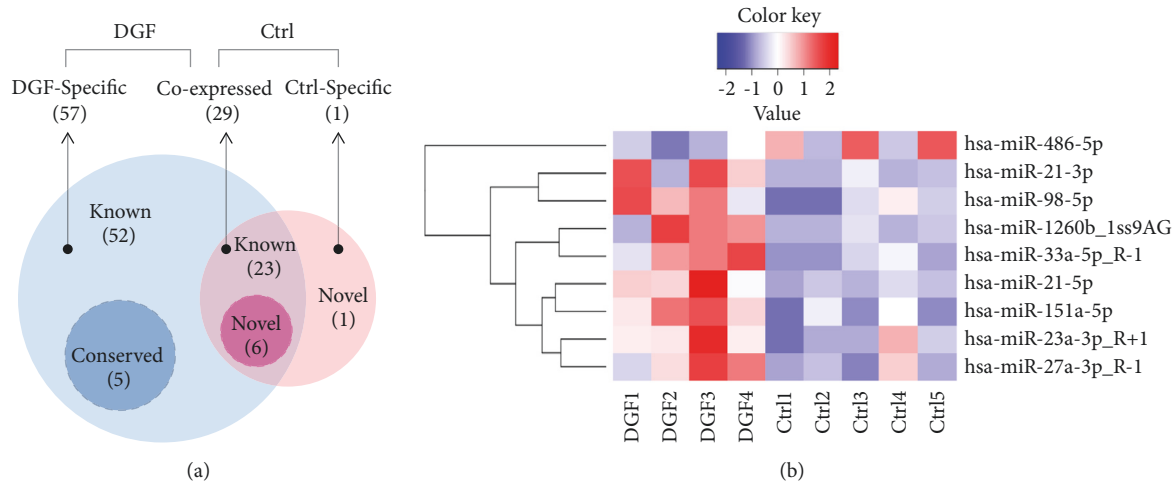 DGF
Ctrl
DGF-Specific
(57)
Co-expressed
(29)
Ctrl-Specific
(1)
Known
(52)
Known
(23)
Novel
(1)
Novel
(6)
Conserved
(5)
(a)
Color key
-2 -1 0 1 2
Value
hsa-miR-486-5p
hsa-miR-21-3p
hsa-miR-98-5p
hsa-miR-1260b_1ss9AG
hsa-miR-33a-5p_R-1
hsa-miR-21-5p
hsa-miR-151a-5p
hsa-miR-23a-3p_R+1
hsa-miR-27a-3p_R-1
DGF1
DGF2
DGF3
DGF4
Ctrl1
Ctrl2
Ctrl3
Ctrl4
Ctrl5
(b)